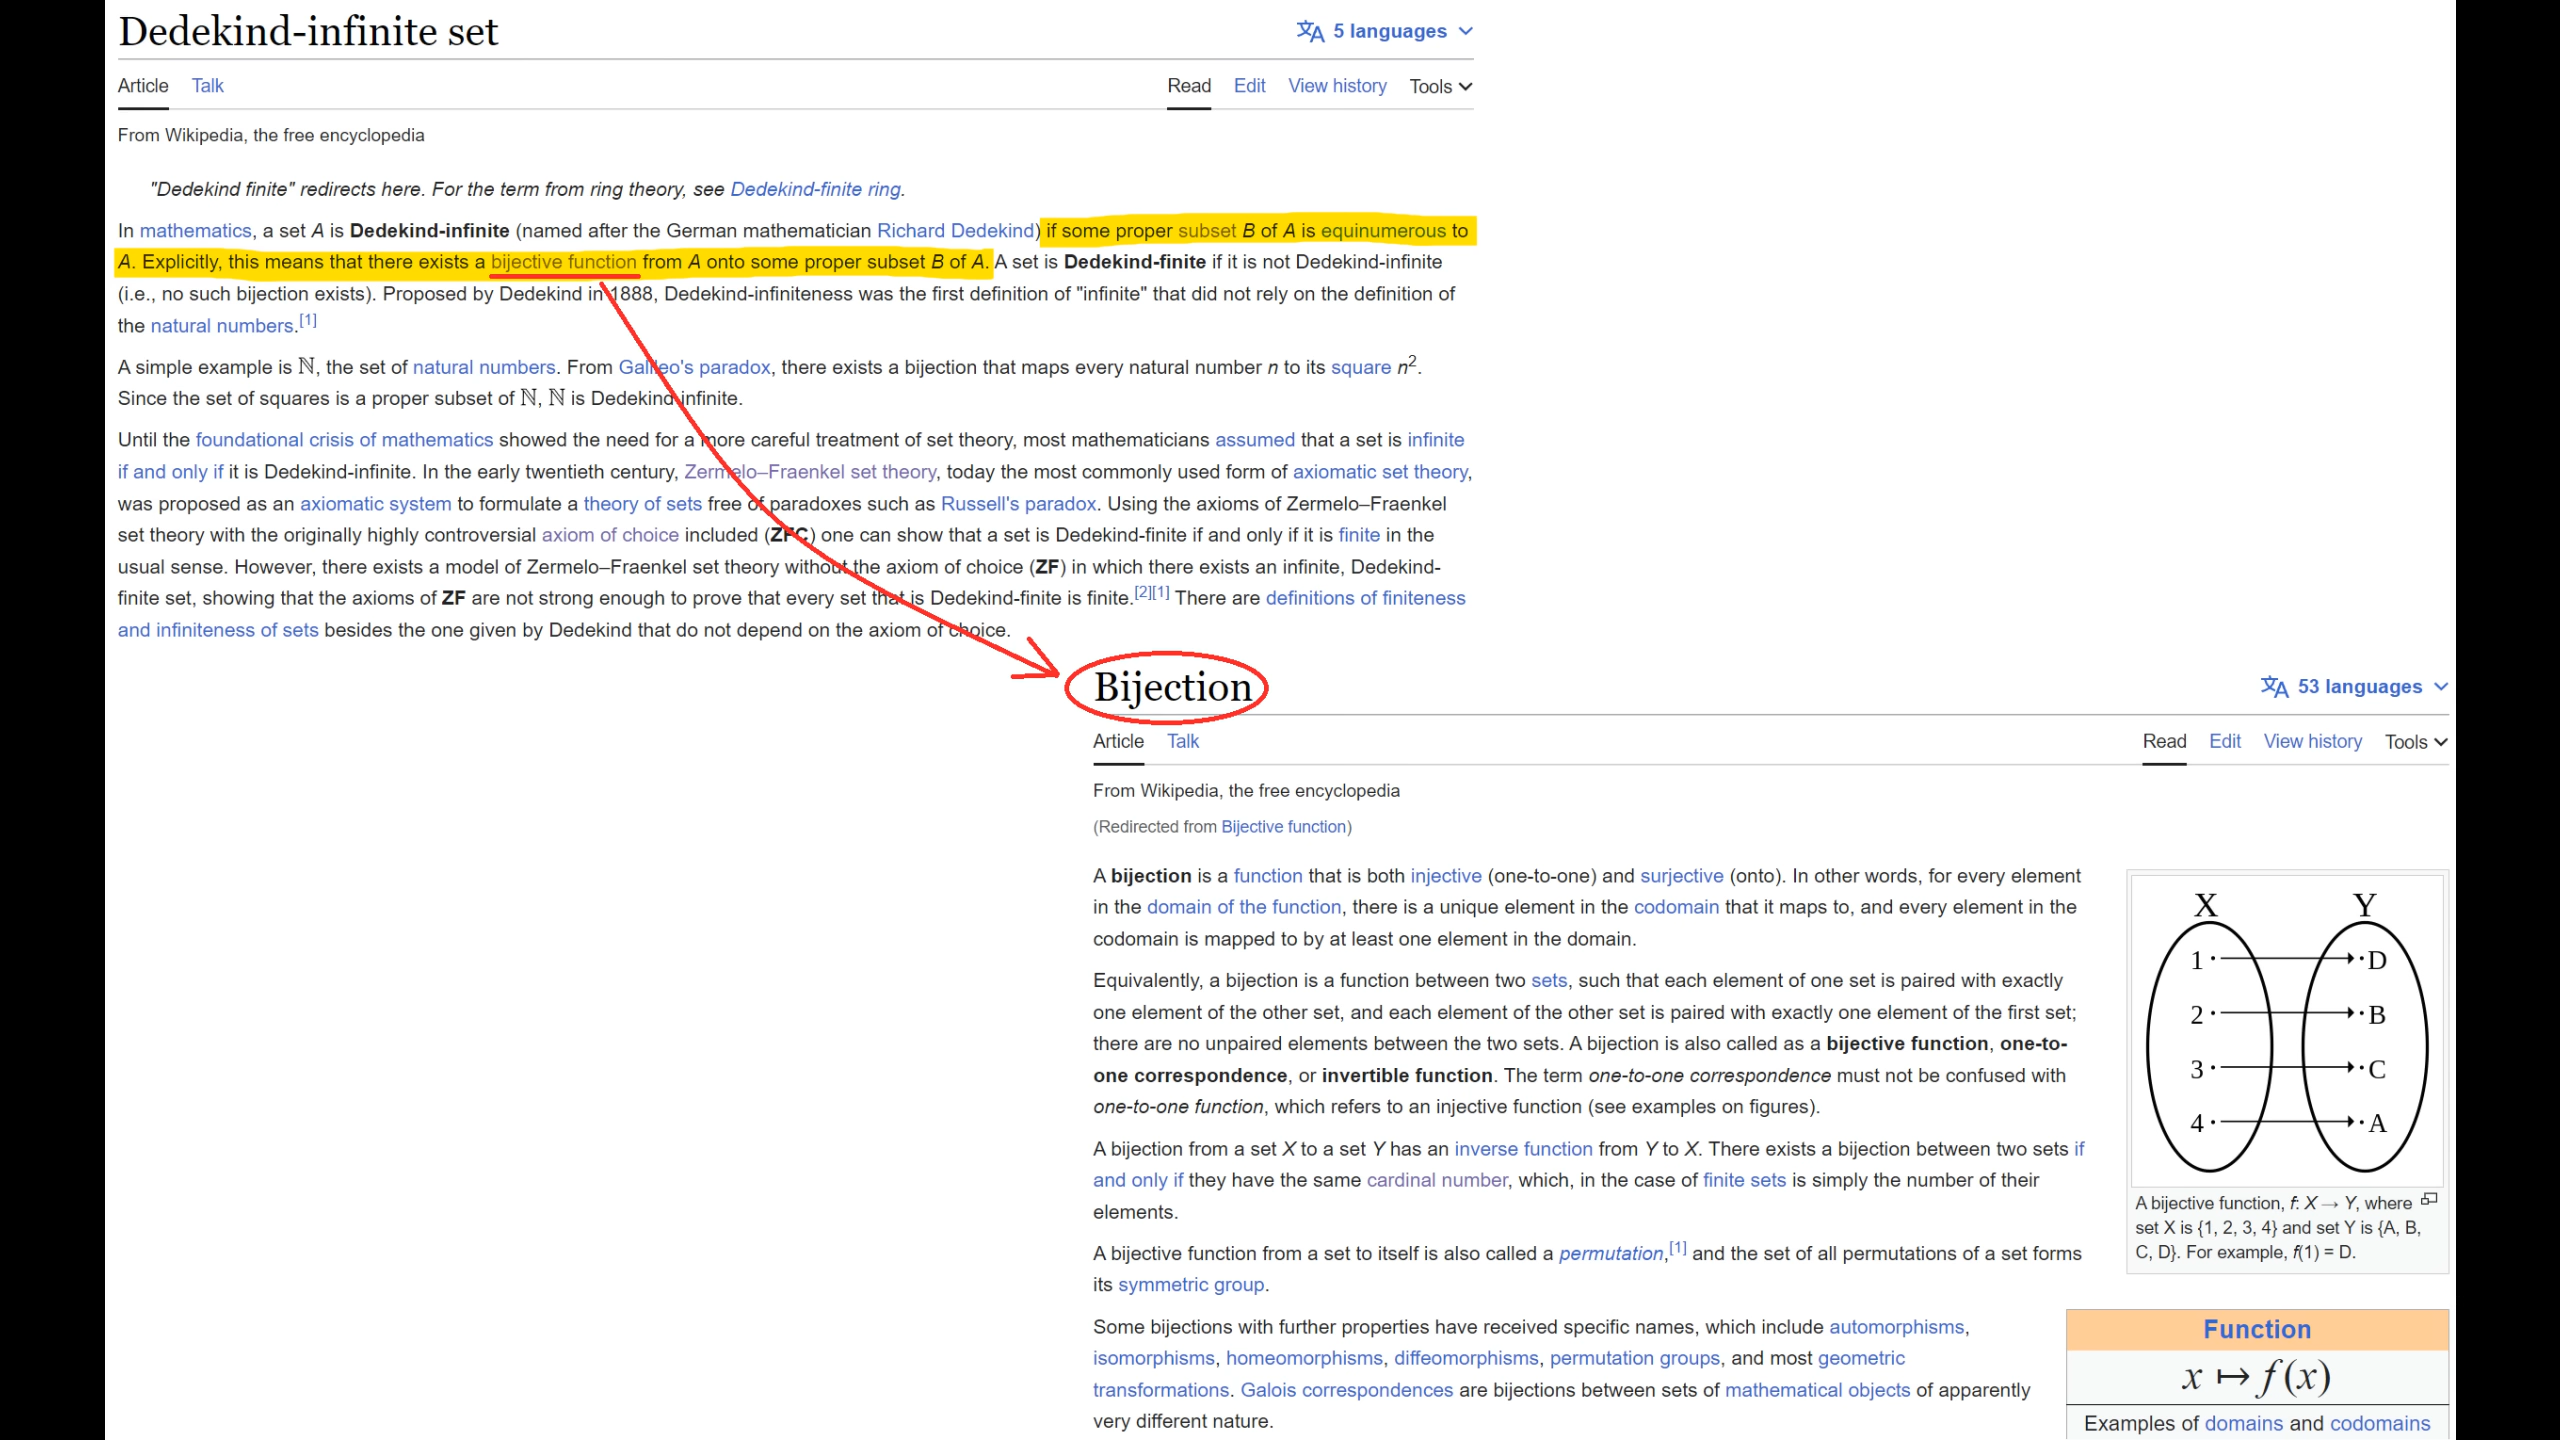 Dedekind-infinite set
5 languages
Article Talk Read Edit View history Tools
From Wikipedia, the free encyclopedia
"Dedekind finite" redirects here. For the term from ring theory, see Dedekind-finite ring.
In mathematics, a set A is Dedekind-infinite (named after the German mathematician Richard Dedekind) if some proper subset B of A is equinumerous to
A. Explicitly, this means that there exists a bijective function from A onto some proper subset B of A. A set is Dedekind-finite if it is not Dedekind-infinite
(i.e., no such bijection exists). Proposed by Dedekind in 1888, Dedekind-infiniteness was the first definition of "infinite" that did not rely on the definition of
the natural numbers.[1]
A simple example is ℕ, the set of natural numbers. From Galileo's paradox, there exists a bijection that maps every natural number n to its square n².
Since the set of squares is a proper subset of ℕ, ℕ is Dedekind-infinite.
Until the foundational crisis of mathematics showed the need for a more careful treatment of set theory, most mathematicians assumed that a set is infinite
if and only if it is Dedekind-infinite. In the early twentieth century, Zermelo–Fraenkel set theory, today the most commonly used form of axiomatic set theory,
was proposed as an axiomatic system to formulate a theory of sets free of paradoxes such as Russell's paradox. Using the axioms of Zermelo–Fraenkel
set theory with the originally highly controversial axiom of choice included (ZFC) one can show that a set is Dedekind-finite if and only if it is finite in the
usual sense. However, there exists a model of Zermelo–Fraenkel set theory without the axiom of choice (ZF) in which there exists an infinite, Dedekind-
finite set, showing that the axioms of ZF are not strong enough to prove that every set that is Dedekind-finite is finite.[2][1] There are definitions of finiteness
and infiniteness of sets besides the one given by Dedekind that do not depend on the axiom of choice.
Bijection
53 languages
Article Talk Read Edit View history Tools
From Wikipedia, the free encyclopedia
(Redirected from Bijective function)
A bijection is a function that is both injective (one-to-one) and surjective (onto). In other words, for every element
in the domain of the function, there is a unique element in the codomain that it maps to, and every element in the
codomain is mapped to by at least one element in the domain.
Equivalently, a bijection is a function between two sets, such that each element of one set is paired with exactly
one element of the other set, and each element of the other set is paired with exactly one element of the first set;
there are no unpaired elements between the two sets. A bijection is also called as a bijective function, one-to-
one correspondence, or invertible function. The term one-to-one correspondence must not be confused with
one-to-one function, which refers to an injective function (see examples on figures).
A bijection from a set X to a set Y has an inverse function from Y to X. There exists a bijection between two sets if
and only if they have the same cardinal number, which, in the case of finite sets is simply the number of their
elements.
A bijective function from a set to itself is also called a permutation,[1] and the set of all permutations of a set forms
its symmetric group.
Some bijections with further properties have received specific names, which include automorphisms,
isomorphisms, homeomorphisms, diffeomorphisms, permutation groups, and most geometric
transformations. Galois correspondences are bijections between sets of mathematical objects of apparently
very different nature.
X Y
1 D
2 B
3 C
4 A
A bijective function, f: X → Y, where
set X is {1, 2, 3, 4} and set Y is {A, B,
C, D}. For example, f(1) = D.
Function
x ↦ f(x)
Examples of domains and codomains